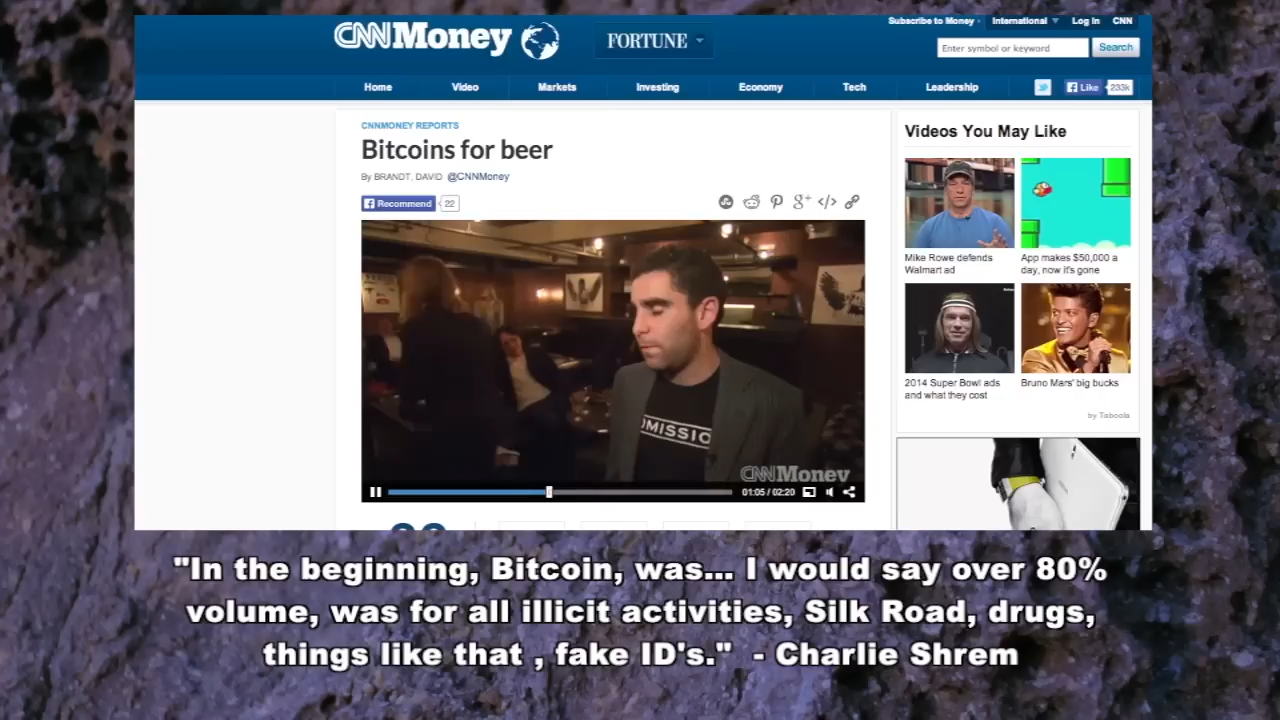 Subscribe to Money
International
Log In
CNN
CNNMoney
FORTUNE
Enter symbol or keyword
Search
Home
Video
Markets
Investing
Economy
Tech
Leadership
Like
233k
CNNMONEY REPORTS
Bitcoins for beer
By BRANDT, DAVID @CNNMoney
Recommend
22
OMISSIO
CNNMoney
01:05 / 02:20
Videos You May Like
Mike Rowe defends
Walmart ad
App makes $50,000 a
day, now it's gone
2014 Super Bowl ads
and what they cost
Bruno Mars' big bucks
by Taboola
"In the beginning, Bitcoin, was... I would say over 80%
volume, was for all illicit activities, Silk Road, drugs,
things like that , fake ID's."  - Charlie Shrem